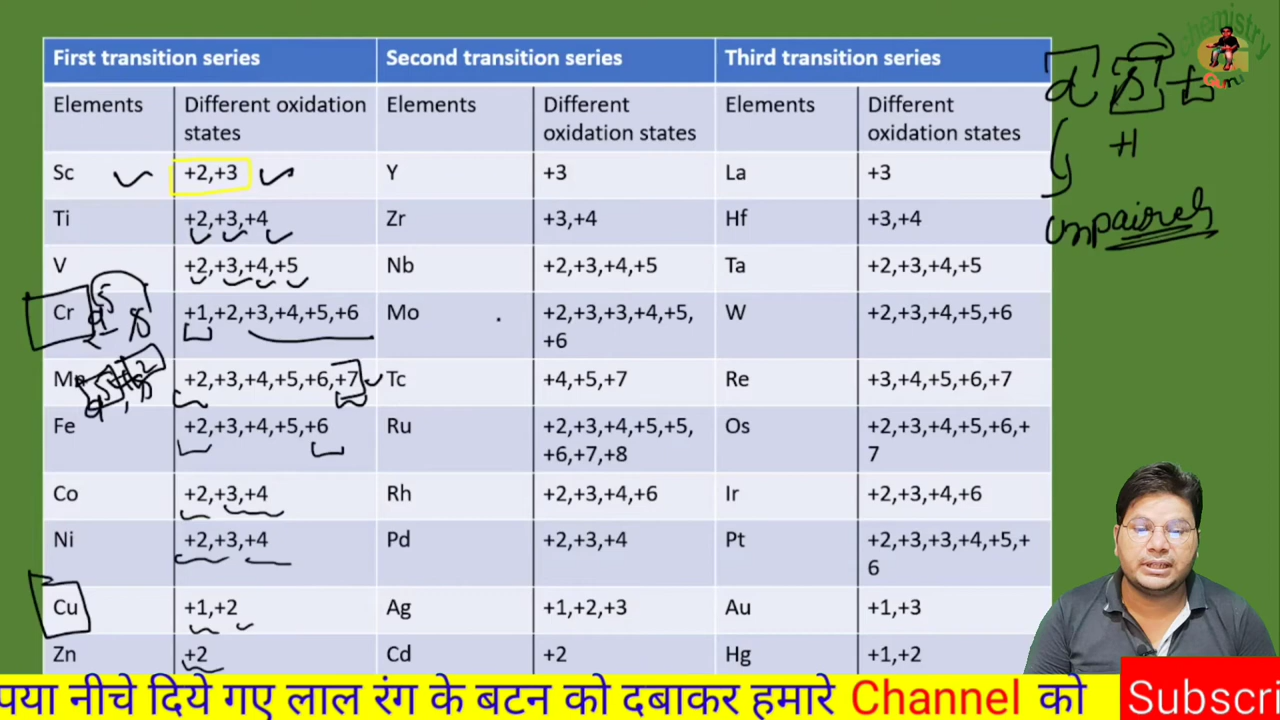 First transition series Second transition series Third transition series
Elements Different oxidation states Elements Different oxidation states Elements Different oxidation states
Sc +2,+3 Y +3 La +3
Ti +2,+3,+4 Zr +3,+4 Hf +3,+4
V +2,+3,+4,+5 Nb +2,+3,+4,+5 Ta +2,+3,+4,+5
Cr +1,+2,+3,+4,+5,+6 Mo +2,+3,+3,+4,+5,+6 W +2,+3,+4,+5,+6
Mn +2,+3,+4,+5,+6,+7 Tc +4,+5,+7 Re +3,+4,+5,+6,+7
Fe +2,+3,+4,+5,+6 Ru +2,+3,+4,+5,+5,+6,+7,+8 Os +2,+3,+4,+5,+6,+7
Co +2,+3,+4 Rh +2,+3,+4,+6 Ir +2,+3,+4,+6
Ni +2,+3,+4 Pd +2,+3,+4 Pt +2,+3,+3,+4,+5,+6
Cu +1,+2 Ag +1,+2,+3 Au +1,+3
Zn +2 Cd +2 Hg +1,+2
chemistry
Guru
unpaired
पया नीचे दिये गए लाल रंग के बटन को दबाकर हमारे Channel को Subscri